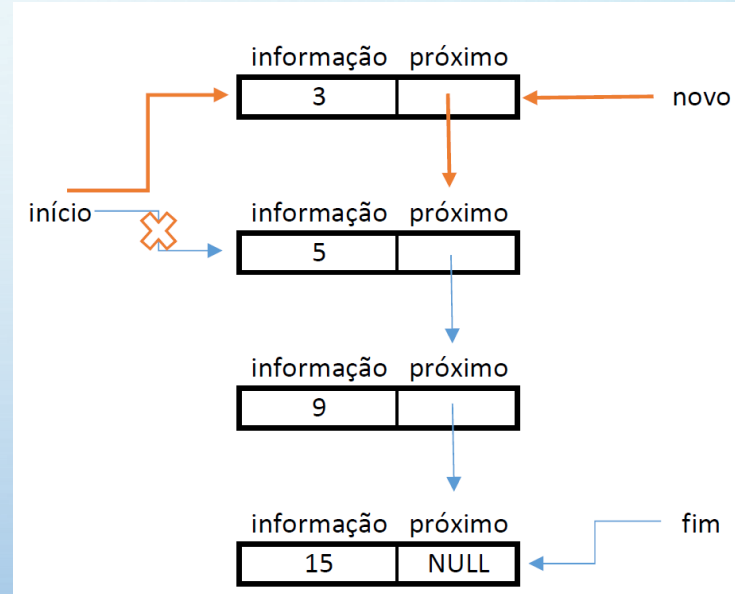 informação próximo
3
novo
início
informação próximo
5
informação próximo
9
informação próximo
15 NULL
fim